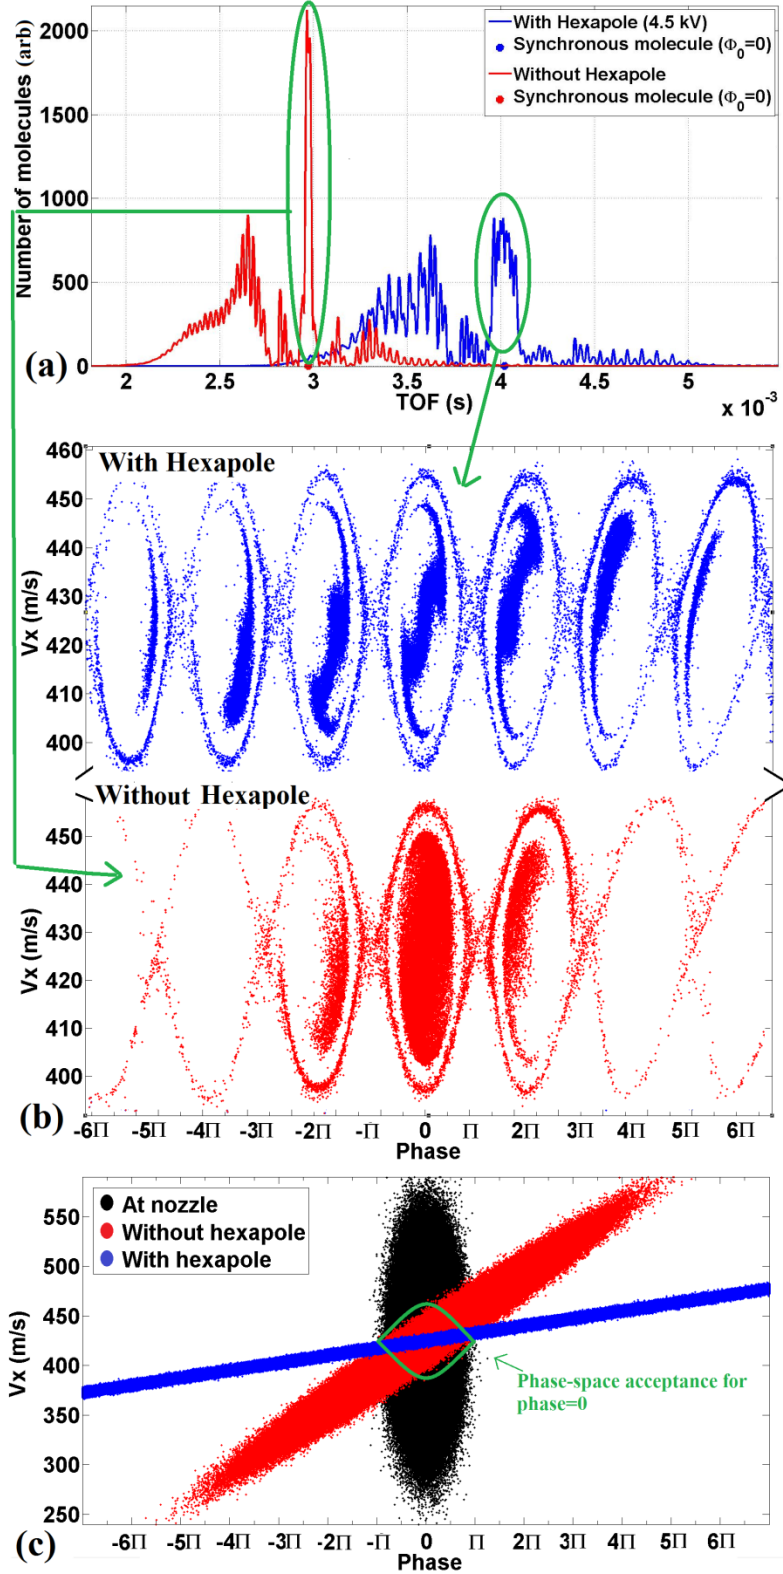 2000
1500
1000
500
0
Number of molecules (arb)
With Hexapole (4.5 kV)
Synchronous molecule (Φ0=0)
Without Hexapole
Synchronous molecule (Φ0=0)
(a)
2 2.5 3 3.5 4 4.5 5
TOF (s)
x 10-3
460
450
440
430
420
410
400
Vx (m/s)
With Hexapole
Without Hexapole
450
440
430
420
410
400
Vx (m/s)
(b)
-6Π -5Π -4Π -3Π -2Π -Π 0 Π 2Π 3Π 4Π 5Π 6Π
Phase
550
500
450
400
350
300
250
Vx (m/s)
At nozzle
Without hexapole
With hexapole
Phase-space acceptance for
phase=0
(c)
-6Π -5Π -4Π -3Π -2Π -Π 0 Π 2Π 3Π 4Π 5Π 6Π
Phase